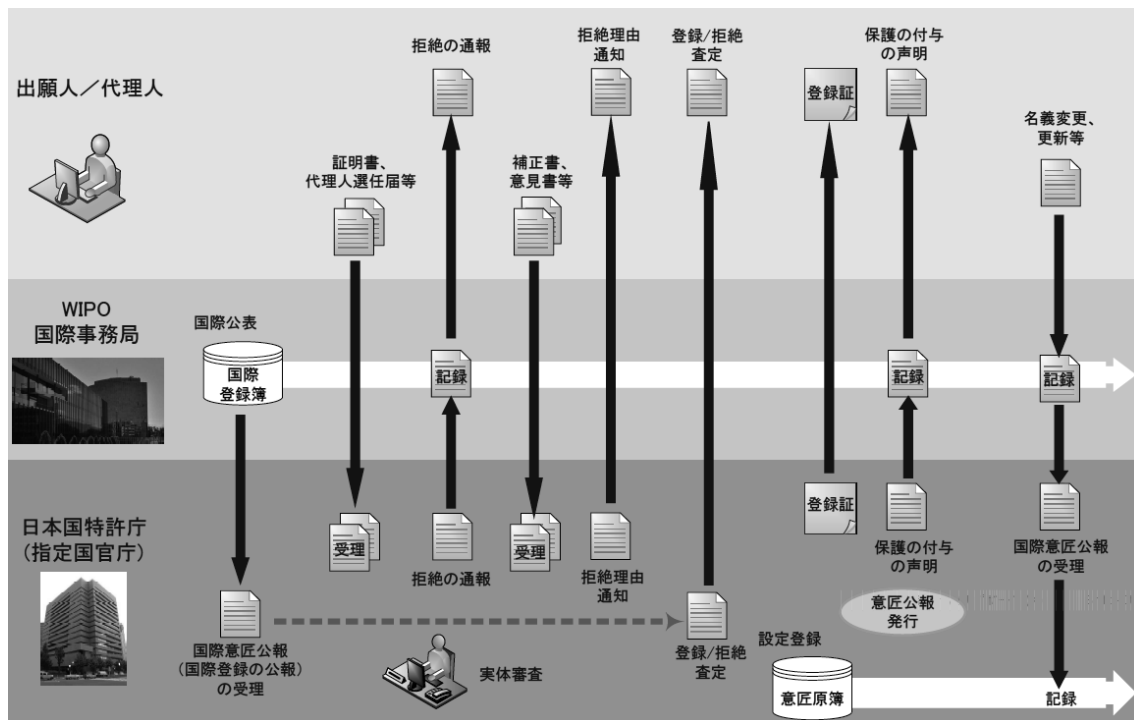 出願人／代理人
拒絶の通報
拒絶理由
通知
登録/拒絶
査定
登録証
保護の付与
の声明
名義変更、
更新等
証明書、
代理人選任届等
補正書、
意見書等
WIPO
国際事務局
国際公表
国際
登録簿
記録
記録
記録
日本国特許庁
(指定国官庁)
受理
拒絶の通報
受理
拒絶理由
通知
登録証
保護の付与
の声明
国際意匠公報
の受理
国際意匠公報
(国際登録の公報)
の受理
実体審査
登録/拒絶
査定
意匠公報
発行
設定登録
意匠原簿
記録